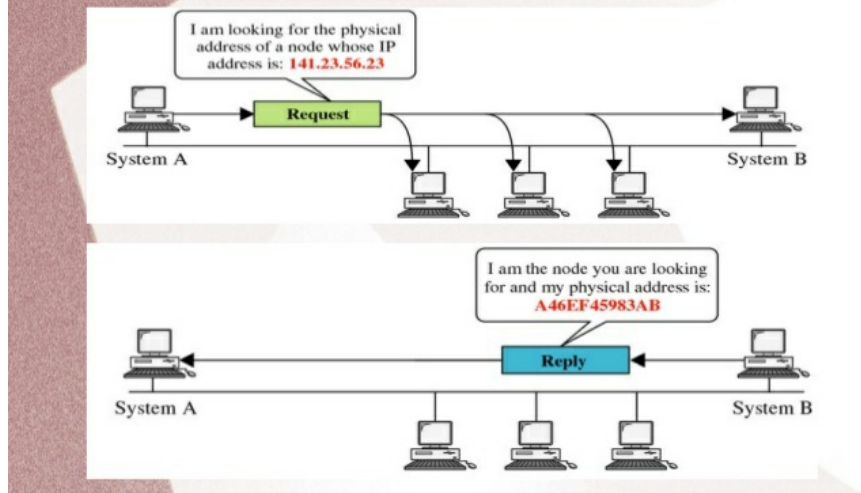 I am looking for the physical
address of a node whose IP
address is: 141.23.56.23
Request
System A
System B
I am the node you are looking
for and my physical address is:
A46EF45983AB
Reply
System A
System B